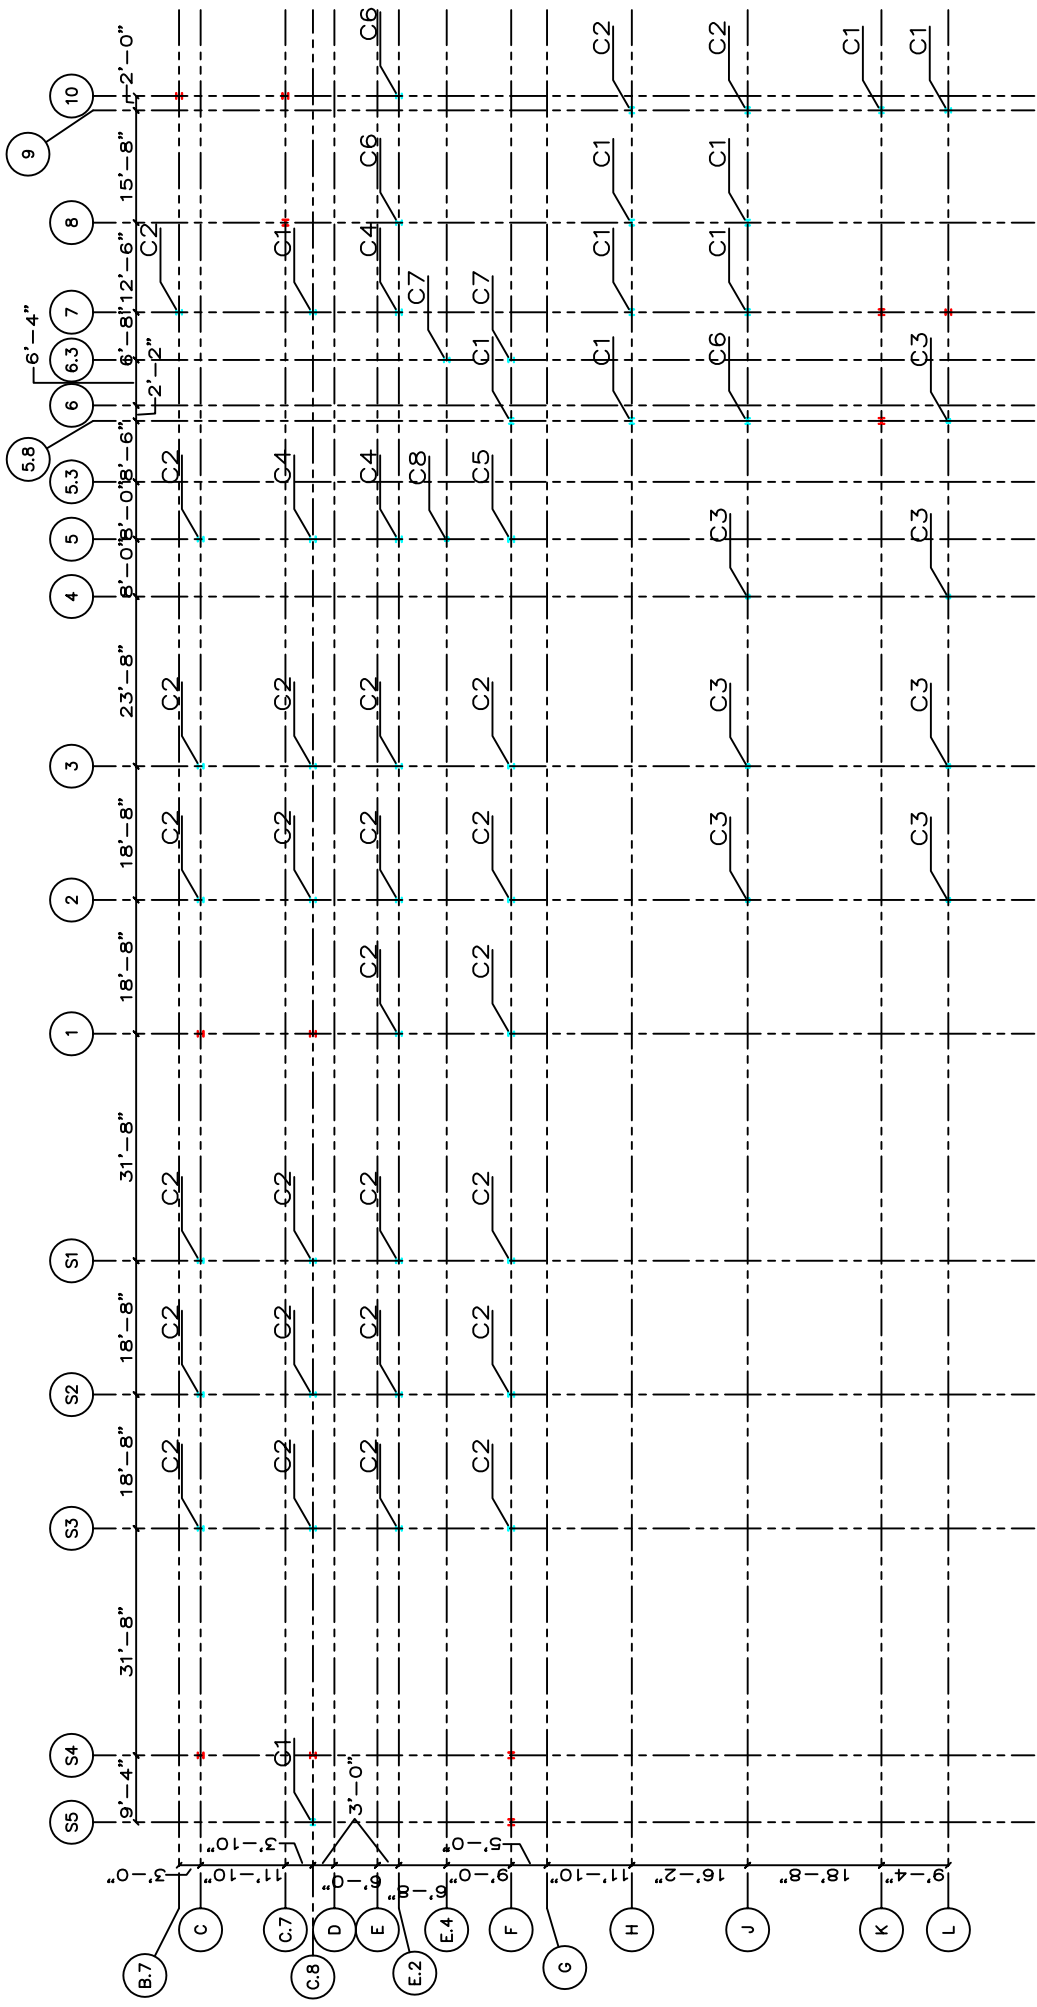 S5 S4 S3 S2 S1 1 2 3 4 5 5.3 5.8 6 6.3 7 8 9 10
9'-4" 31'-8" 18'-8" 18'-8" 31'-8" 18'-8" 18'-8" 23'-8" 8'-0" 8'-0" 8'-6" 2'-2" 6'-4" 6'-8" 12'-6" 15'-8" 2'-0"
B.7
3'-0"
C2
C
C2 C2 C2 C2 C2 C2
11'-10"
C.7
3'-10"
C.8
C1 C2 C2 C2 C2 C2 C4 C1
3'-0"
D
6'-0"
E
E.2
C2 C2 C2 C2 C2 C2 C4 C4 C6 C6
6'-8"
E.4
C8 C7
9'-0"
F
C2 C2 C2 C2 C2 C2 C5 C1 C7
5'-0"
G
11'-10"
H
C1 C1 C1 C2
16'-2"
J
C3 C3 C3 C6 C1 C1 C2
18'-8"
K
C1
9'-4"
L
C3 C3 C3 C3 C1